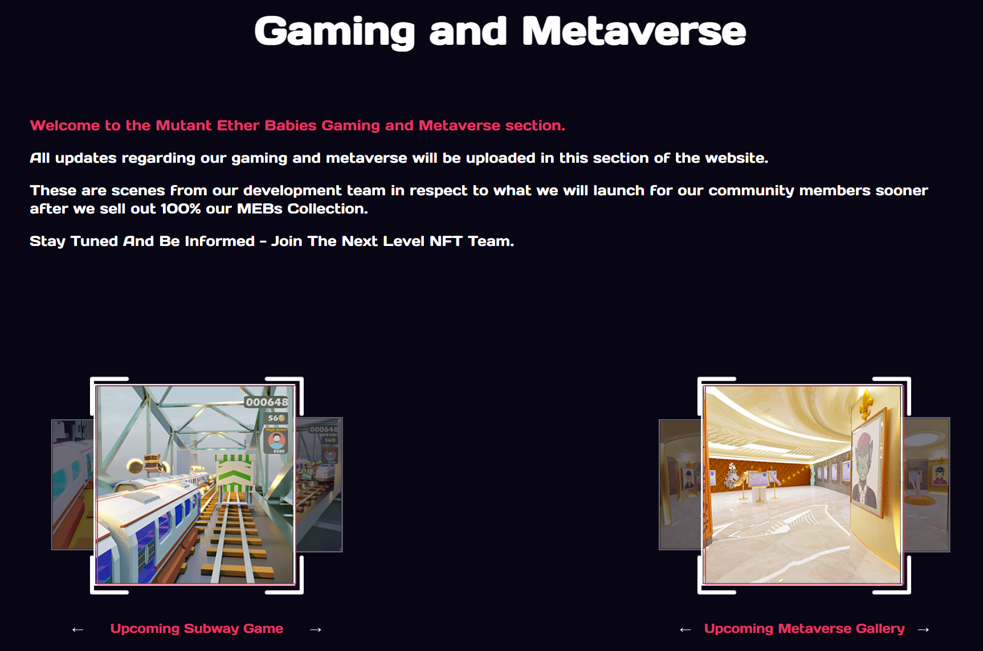 Gaming and Metaverse
Welcome to the Mutant Ether Babies Gaming and Metaverse section.
All updates regarding our gaming and metaverse will be uploaded in this section of the website.
These are scenes from our development team in respect to what we will launch for our community members sooner
after we sell out 100% our MEBs Collection.
Stay Tuned And Be Informed - Join The Next Level NFT Team.
000648
56
000648
56
← Upcoming Subway Game →
← Upcoming Metaverse Gallery →